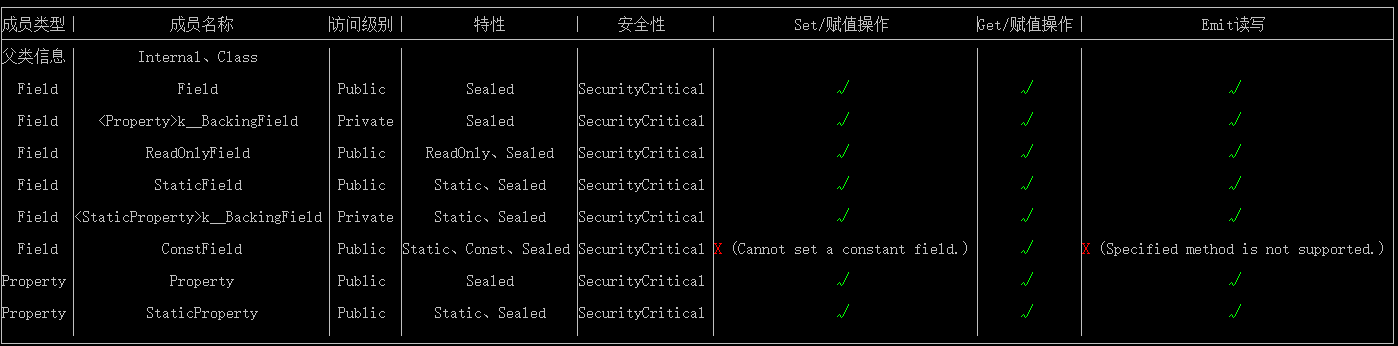 成员类型| 成员名称 |访问级别| 特性 | 安全性 | Set/赋值操作 |Get/赋值操作 | Emit读写
父类信息| Internal、Class | | | | | |
Field | Field | Public | Sealed |SecurityCritical| √ | √ | √
Field | <Property>k__BackingField | Private | Sealed |SecurityCritical| √ | √ | √
Field | ReadOnlyField | Public | ReadOnly、Sealed |SecurityCritical| √ | √ | √
Field | StaticField | Public | Static、Sealed |SecurityCritical| √ | √ | √
Field |<StaticProperty>k__BackingField | Private | Static、Sealed |SecurityCritical| √ | √ | √
Field | ConstField | Public |Static、Const、Sealed |SecurityCritical|X (Cannot set a constant field.) | √ |X (Specified method is not supported.)
Property | Property | Public | Sealed |SecurityCritical| √ | √ | √
Property | StaticProperty | Public | Static、Sealed |SecurityCritical| √ | √ | √